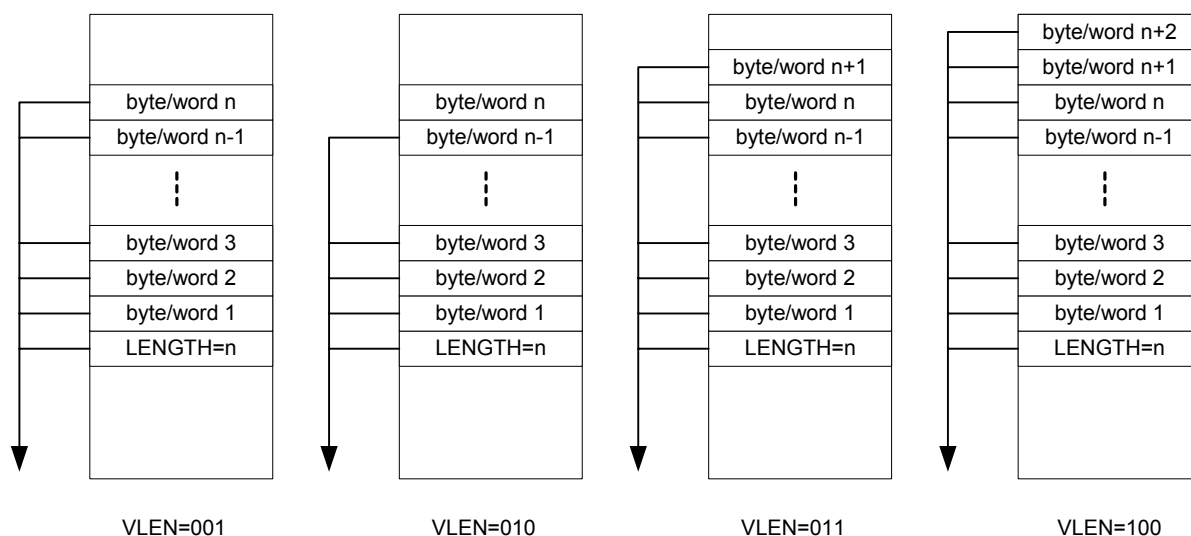 byte/word n
byte/word n-1
byte/word 3
byte/word 2
byte/word 1
LENGTH=n
VLEN=001
byte/word n
byte/word n-1
byte/word 3
byte/word 2
byte/word 1
LENGTH=n
VLEN=010
byte/word n+1
byte/word n
byte/word n-1
byte/word 3
byte/word 2
byte/word 1
LENGTH=n
VLEN=011
byte/word n+2
byte/word n+1
byte/word n
byte/word n-1
byte/word 3
byte/word 2
byte/word 1
LENGTH=n
VLEN=100